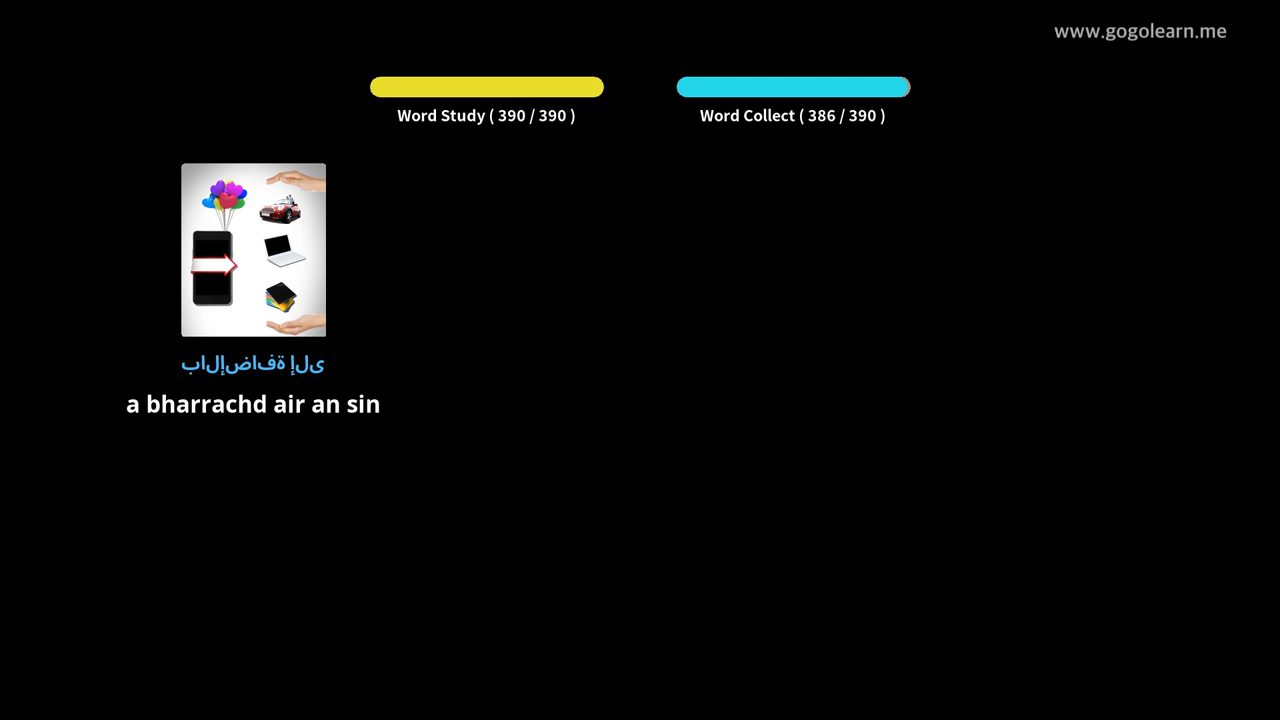 www.gogolearn.me
Word Study ( 390 / 390 )
Word Collect ( 386 / 390 )
بالإضافة إلى
a bharrachd air an sin